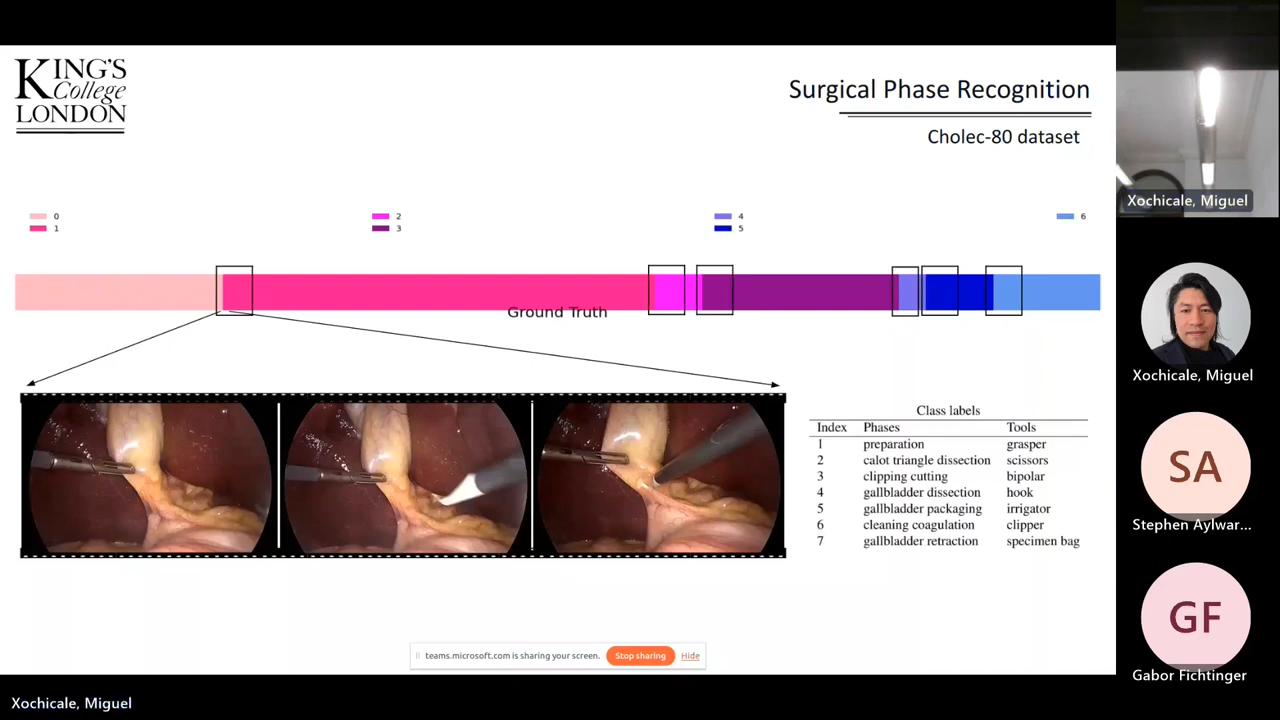 KING'S
College
LONDON
Surgical Phase Recognition
Cholec-80 dataset
0
1
2
3
4
5
6
Ground Truth
Class labels
Index Phases Tools
1 preparation grasper
2 calot triangle dissection scissors
3 clipping cutting bipolar
4 gallbladder dissection hook
5 gallbladder packaging irrigator
6 cleaning coagulation clipper
7 gallbladder retraction specimen bag
teams.microsoft.com is sharing your screen. Stop sharing Hide
Xochicale, Miguel
Xochicale, Miguel
SA
Stephen Aylwar...
GF
Gabor Fichtinger
Xochicale, Miguel